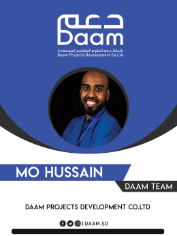 دعم
Daam
Daam Projects Development Co.Ltd
MO HUSSAIN
DAAM TEAM
DAAM PROJECTS DEVELOPMENT CO.LTD
| DAAM.SO